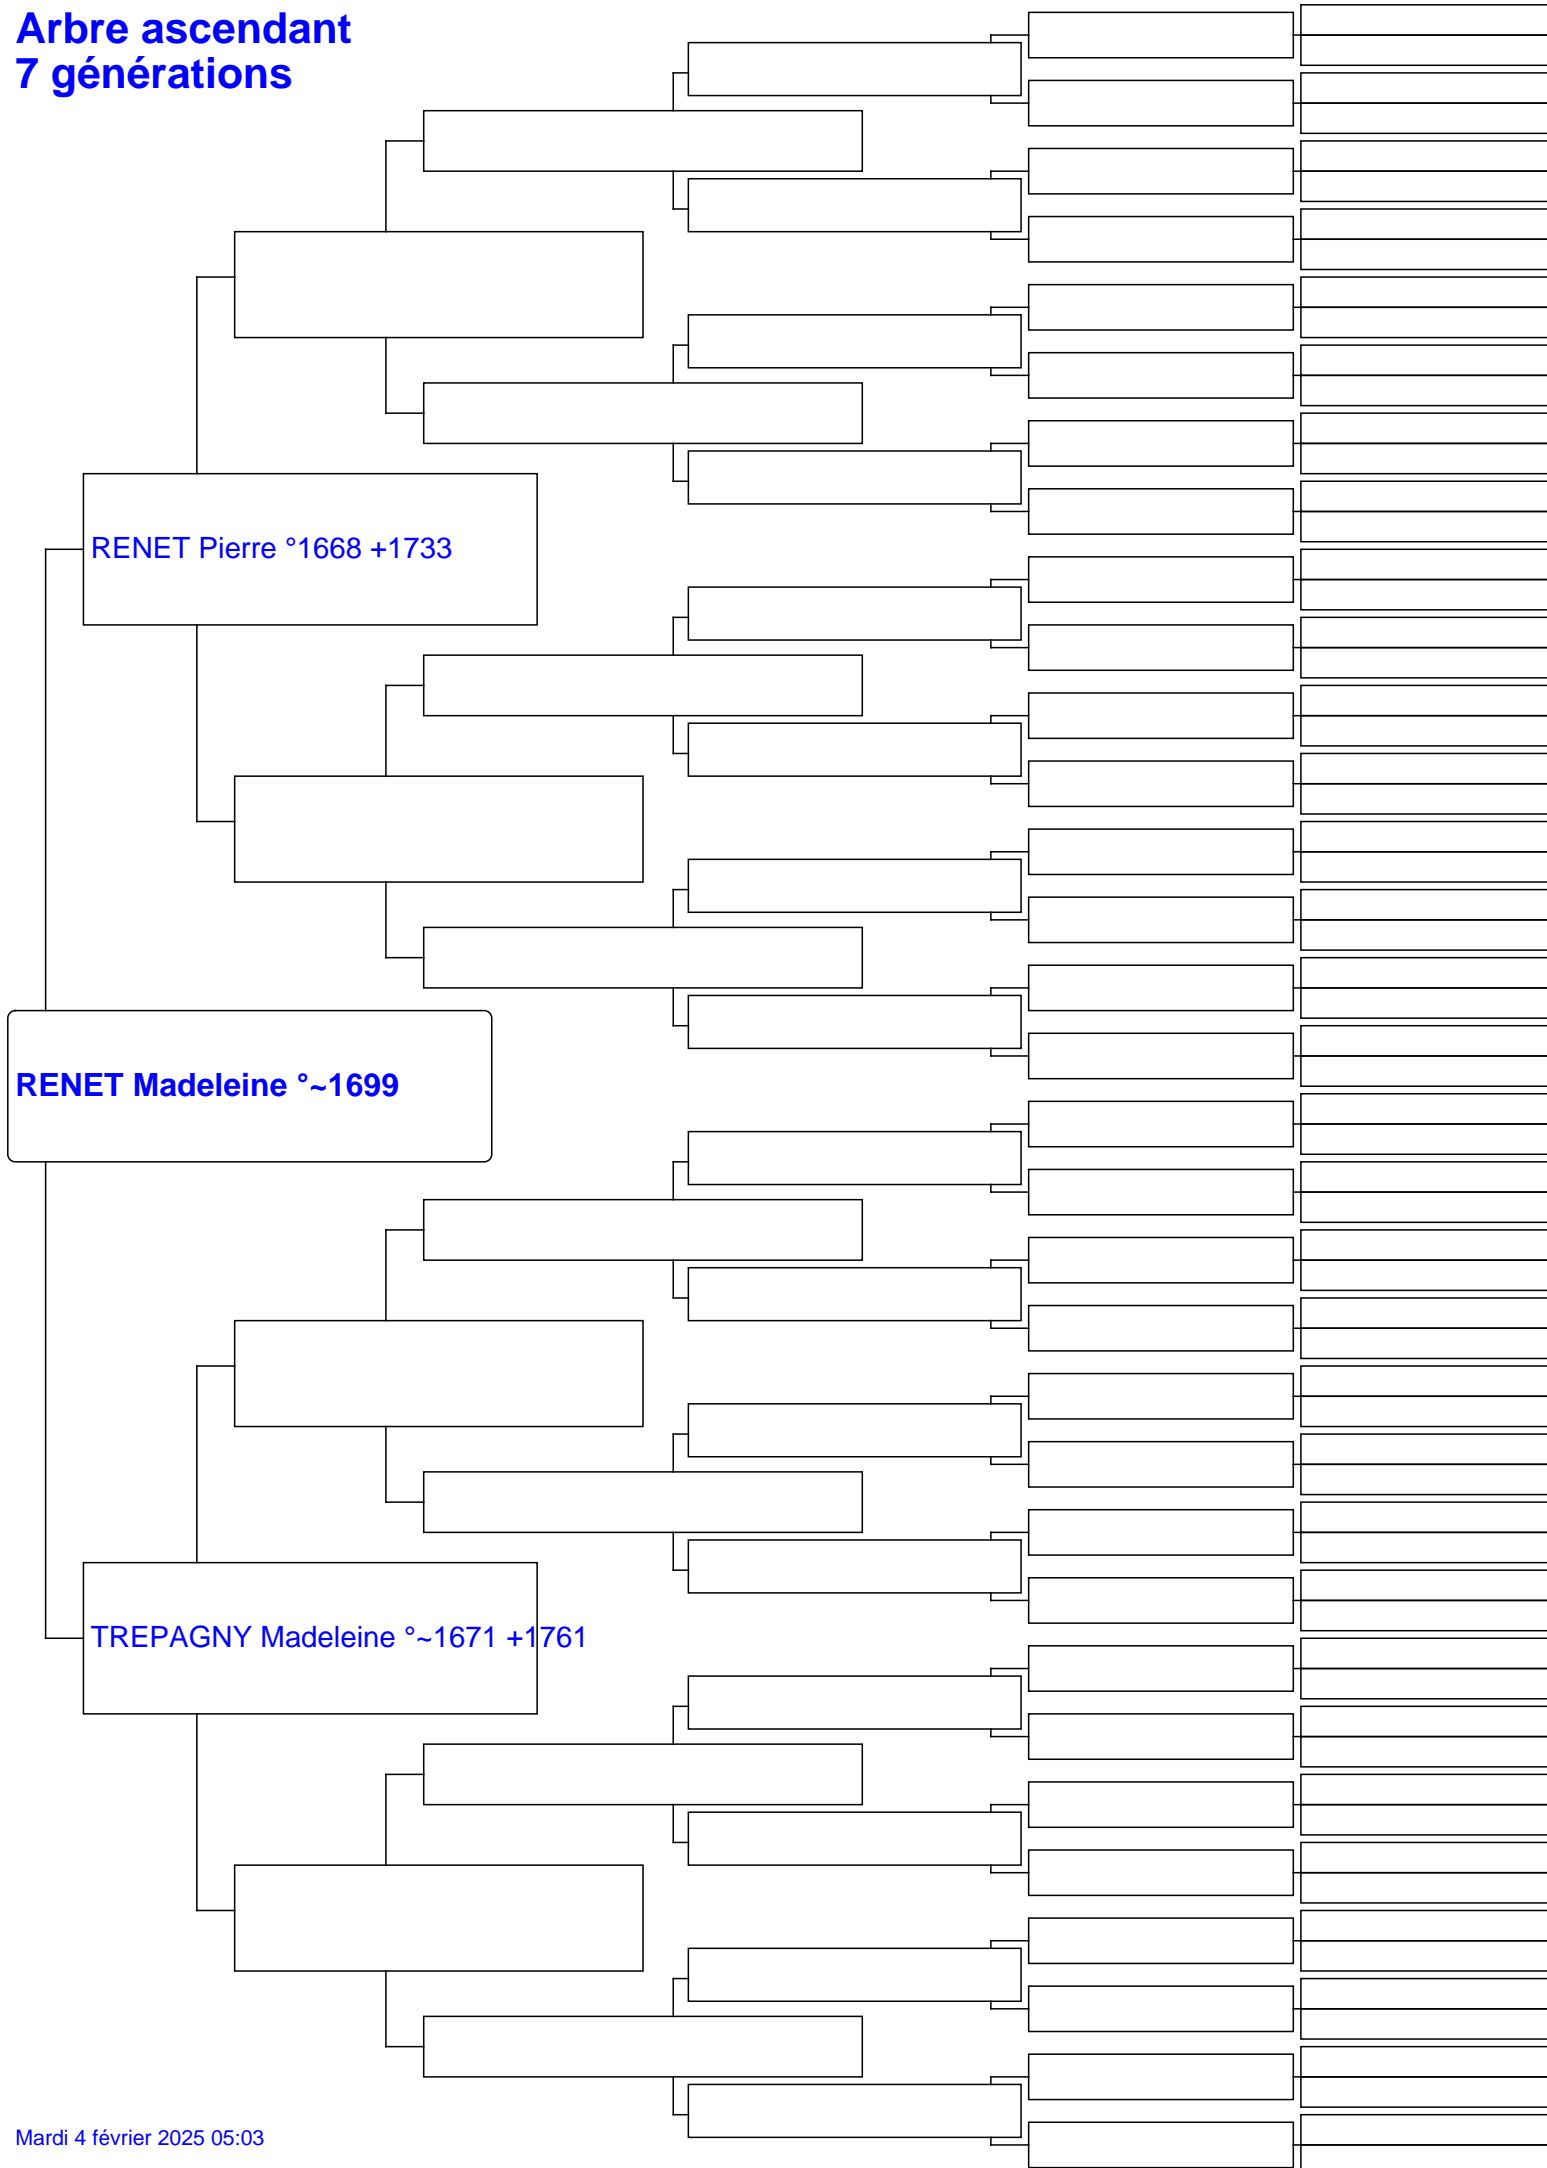 Arbre ascendant
7 générations
RENET Pierre °1668 +1733
RENET Madeleine °~1699
TREPAGNY Madeleine °~1671 +1761
Mardi 4 février 2025 05:03